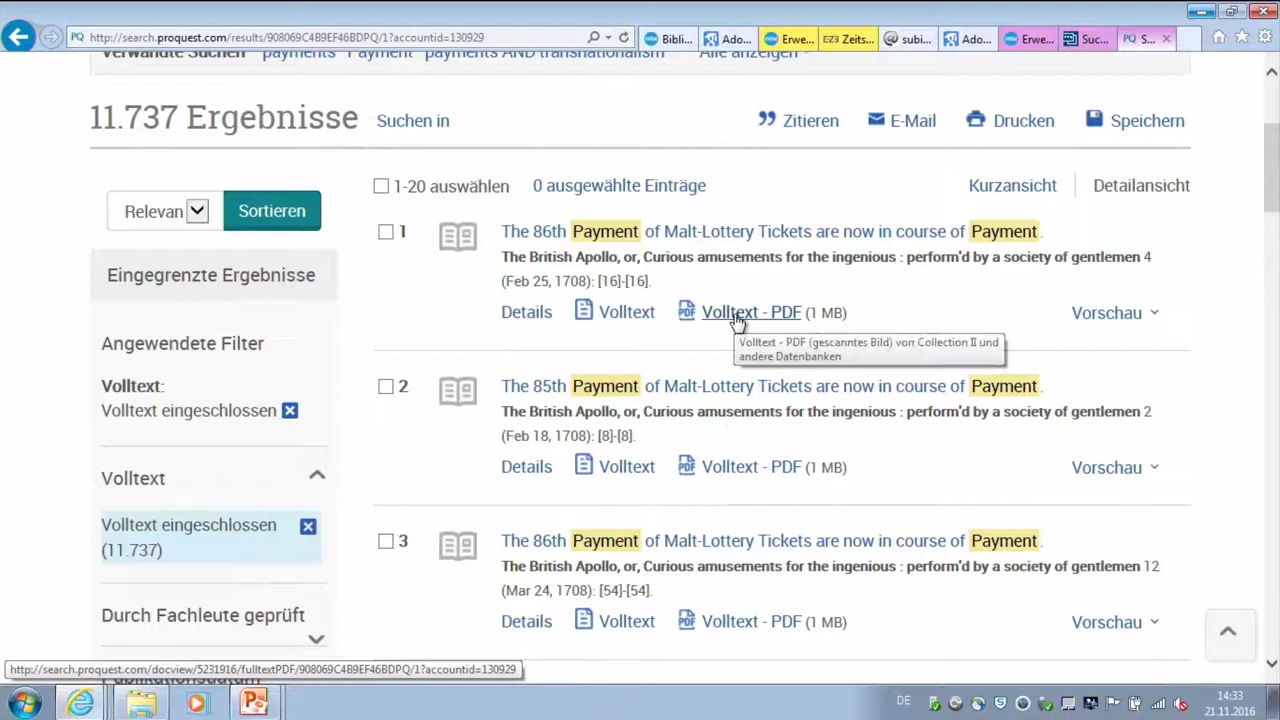 http://search.proquest.com/results/908069C4B9EF46BDPQ/1?accountid=130929
Bibli...
Ado...
Erwe...
EZ3 Zeits...
subi...
Ado...
Erwe...
Suc...
PQ S...
Verwandte Suchen payments Payment payments AND transnationalism Alle anzeigen
11.737 Ergebnisse Suchen in Zitieren E-Mail Drucken Speichern
1-20 auswählen 0 ausgewählte Einträge Kurzansicht Detailansicht
Relevan Sortieren
Eingegrenzte Ergebnisse
Angewendete Filter
Volltext:
Volltext eingeschlossen
Volltext
Volltext eingeschlossen
(11.737)
Durch Fachleute geprüft
Publikationsdatum
1 The 86th Payment of Malt-Lottery Tickets are now in course of Payment.
The British Apollo, or, Curious amusements for the ingenious : perform'd by a society of gentlemen 4
(Feb 25, 1708): [16]-[16].
Details Volltext Volltext - PDF (1 MB) Vorschau
Volltext - PDF (gescanntes Bild) von Collection II und
andere Datenbanken
2 The 85th Payment of Malt-Lottery Tickets are now in course of Payment.
The British Apollo, or, Curious amusements for the ingenious : perform'd by a society of gentlemen 2
(Feb 18, 1708): [8]-[8].
Details Volltext Volltext - PDF (1 MB) Vorschau
3 The 86th Payment of Malt-Lottery Tickets are now in course of Payment.
The British Apollo, or, Curious amusements for the ingenious : perform'd by a society of gentlemen 12
(Mar 24, 1708): [54]-[54].
Details Volltext Volltext - PDF (1 MB) Vorschau
http://search.proquest.com/docview/5231916/fulltextPDF/908069C4B9EF46BDPQ/1?accountid=130929
DE
14:33
21.11.2016